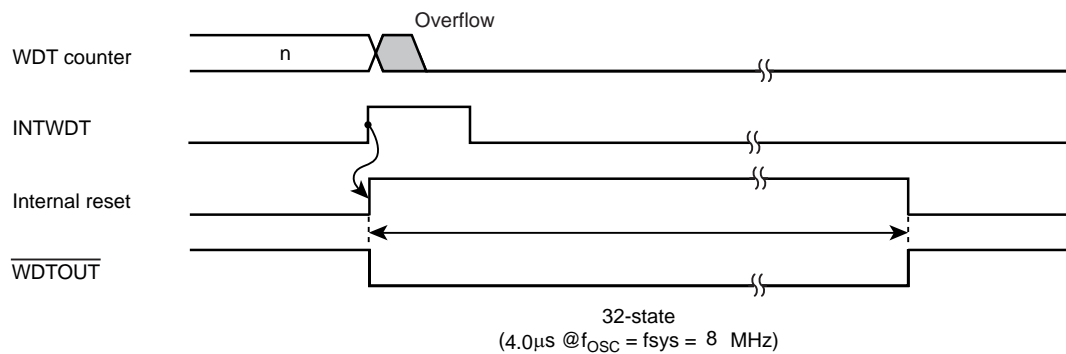 Overflow
WDT counter
n
INTWDT
Internal reset
WDTOUT
32-state
(4.0μs @fOSC = fsys = 8 MHz)